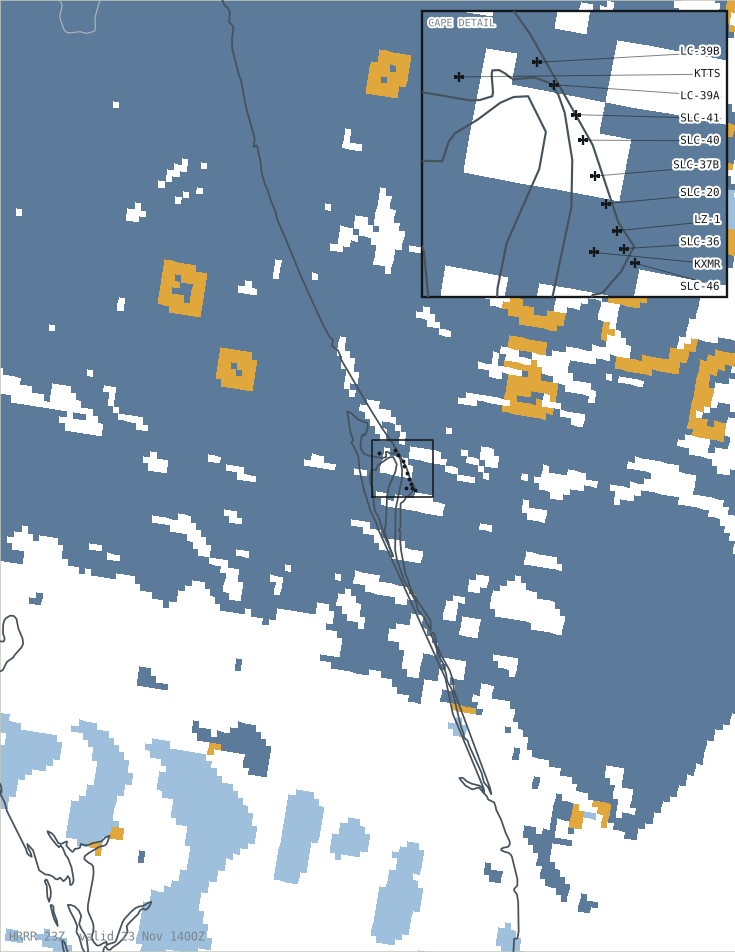 CAPE DETAIL
LC-39B
KTTS
LC-39A
SLC-41
SLC-40
SLC-37B
SLC-20
LZ-1
SLC-36
KXMR
SLC-46
HRRR 23Z, valid 23 Nov 1400Z